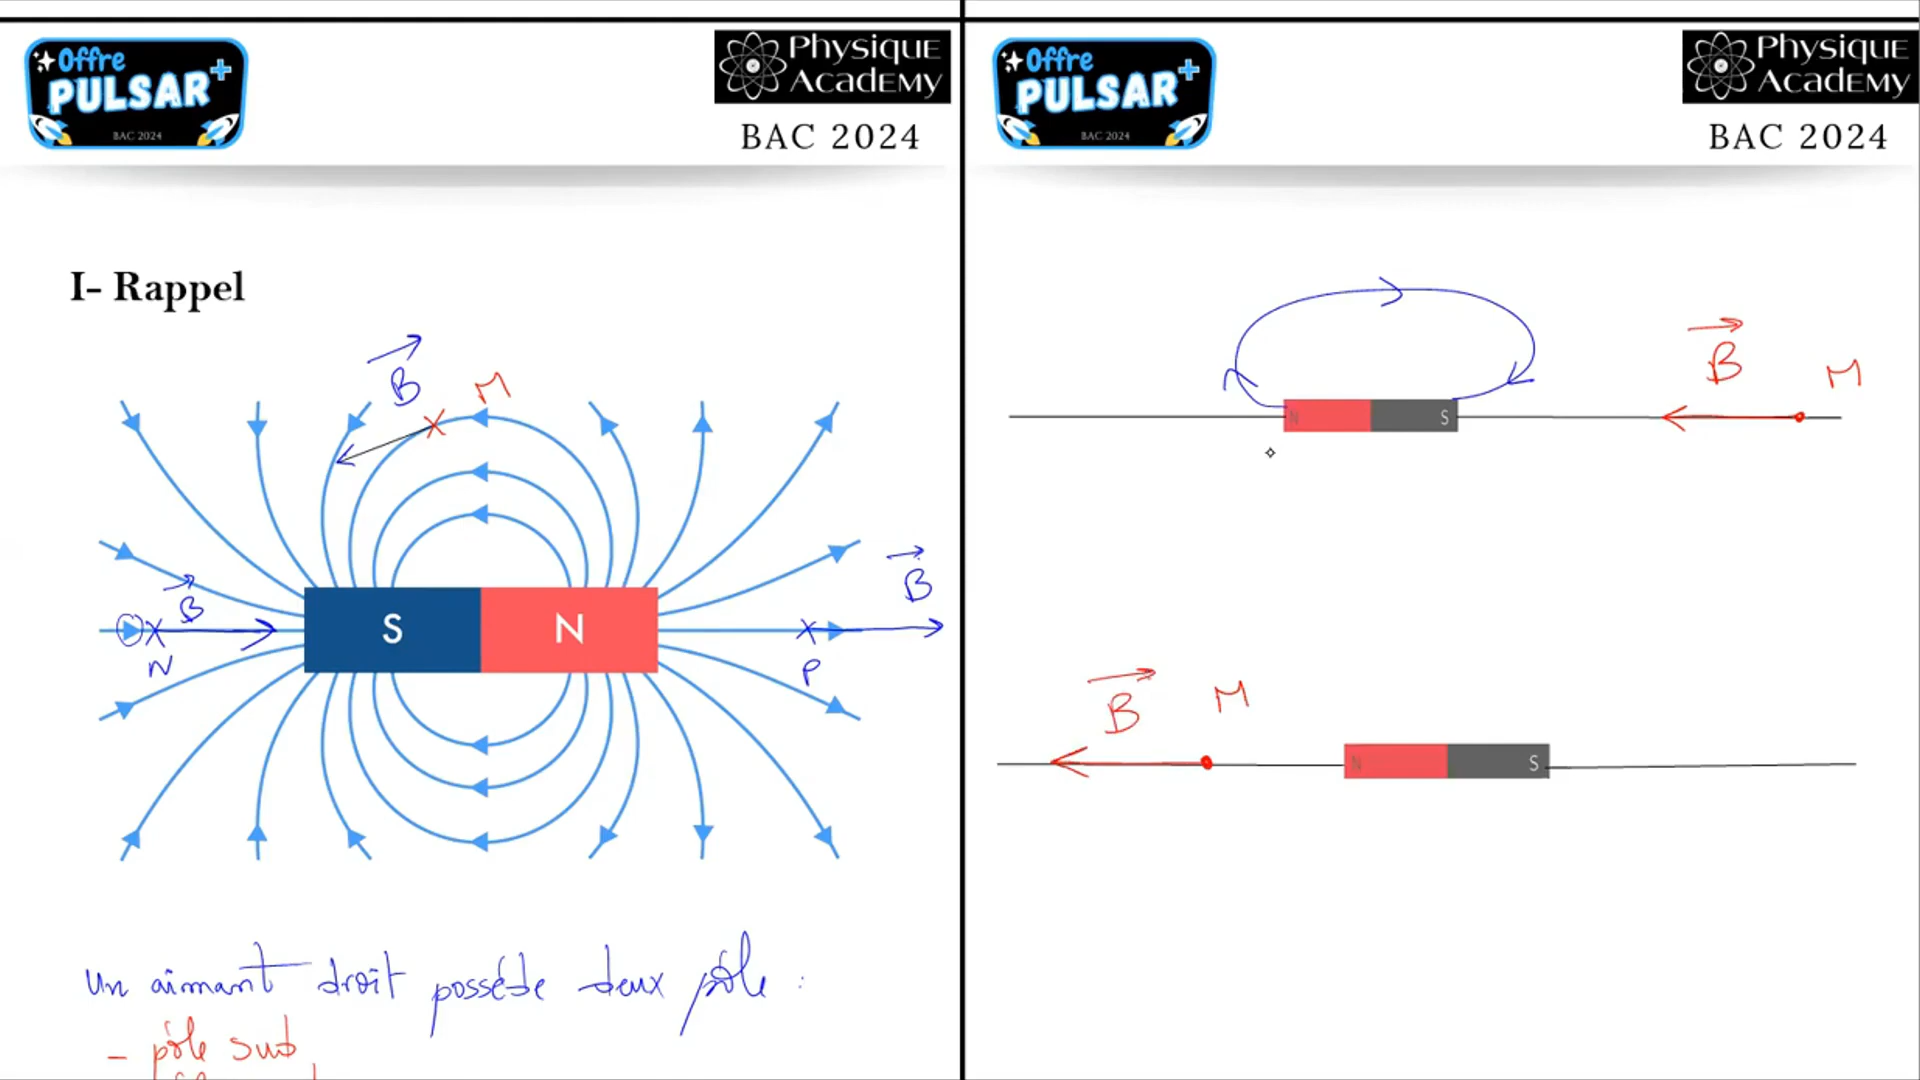 Offre
PULSAR+
BAC 2024
Physique
Academy
BAC 2024
I- Rappel
B
M
B
B
S
N
N
P
un aimant droit possède deux pôle :
- pôle sud
Offre
PULSAR+
BAC 2024
Physique
Academy
BAC 2024
B
M
N
S
B
M
N
S